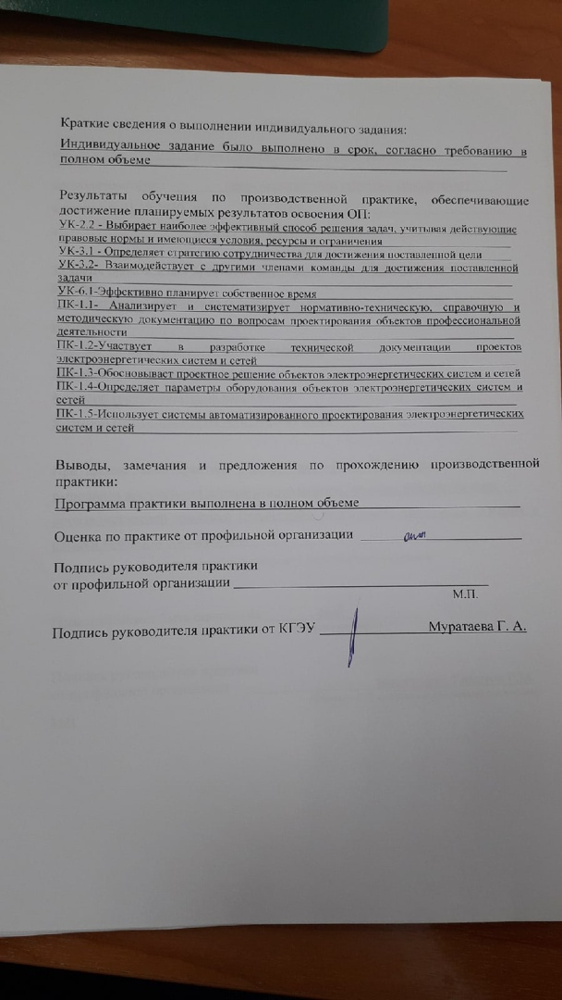 Краткие сведения о выполнении индивидуального задания:
Индивидуальное задание было выполнено в срок, согласно требованию в
полном объеме
Результаты обучения по производственной практике, обеспечивающие
достижение планируемых результатов освоения ОП:
УК-2.2 - Выбирает наиболее эффективный способ решения задач, учитывая действующие
правовые нормы и имеющиеся условия, ресурсы и ограничения
УК-3.1 - Определяет стратегию сотрудничества для достижения поставленной цели
УК-3.2- Взаимодействует с другими членами команды для достижения поставленной
задачи
УК-6.1-Эффективно планирует собственное время
ПК-1.1- Анализирует и систематизирует нормативно-техническую, справочную и
методическую документацию по вопросам проектирования объектов профессиональной
деятельности
ПК-1.2-Участвует в разработке технической документации проектов
электроэнергетических систем и сетей
ПК-1.3-Обосновывает проектное решение объектов электроэнергетических систем и сетей
ПК-1.4-Определяет параметры оборудования объектов электроэнергетических систем и
сетей
ПК-1.5-Использует системы автоматизированного проектирования электроэнергетических
систем и сетей
Выводы, замечания и предложения по прохождению производственной
практики:
Программа практики выполнена в полном объеме
Оценка по практике от профильной организации
Подпись руководителя практики
от профильной организации
М.П.
Подпись руководителя практики от КГЭУ Муратаева Г. А.